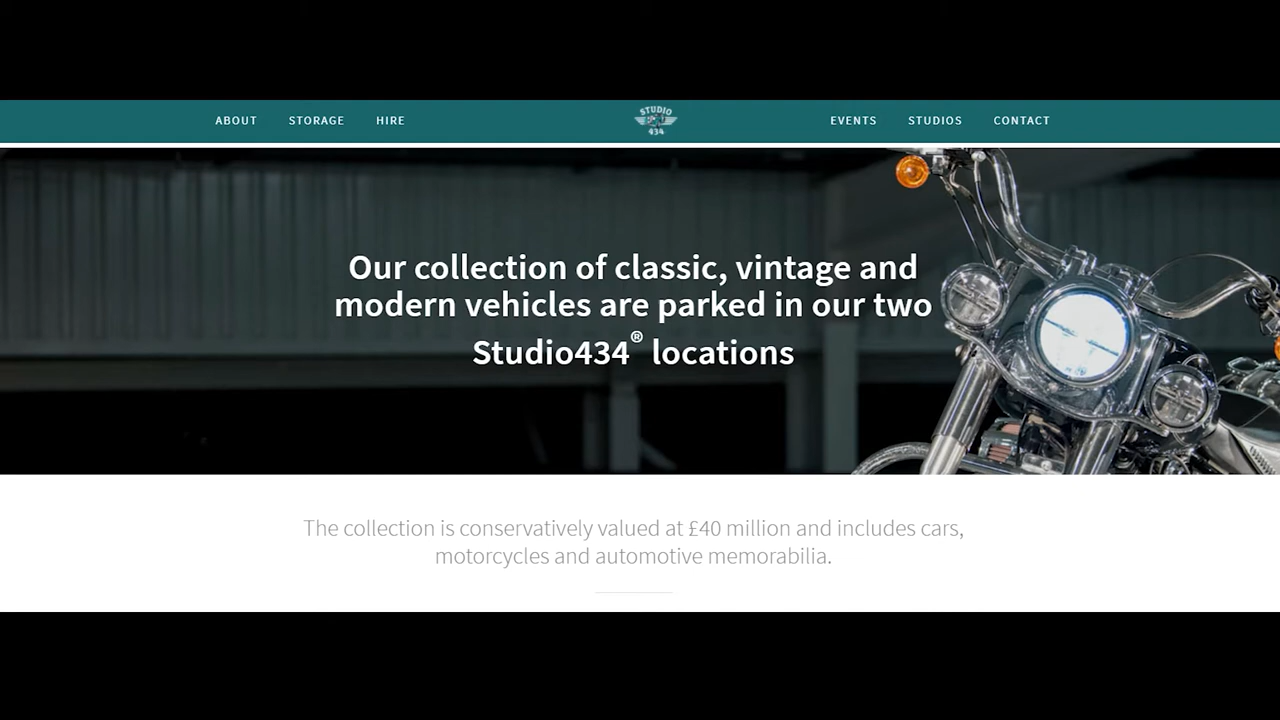 ABOUT STORAGE HIRE STUDIO 434 EVENTS STUDIOS CONTACT
Our collection of classic, vintage and
modern vehicles are parked in our two
Studio434® locations
The collection is conservatively valued at £40 million and includes cars,
motorcycles and automotive memorabilia.